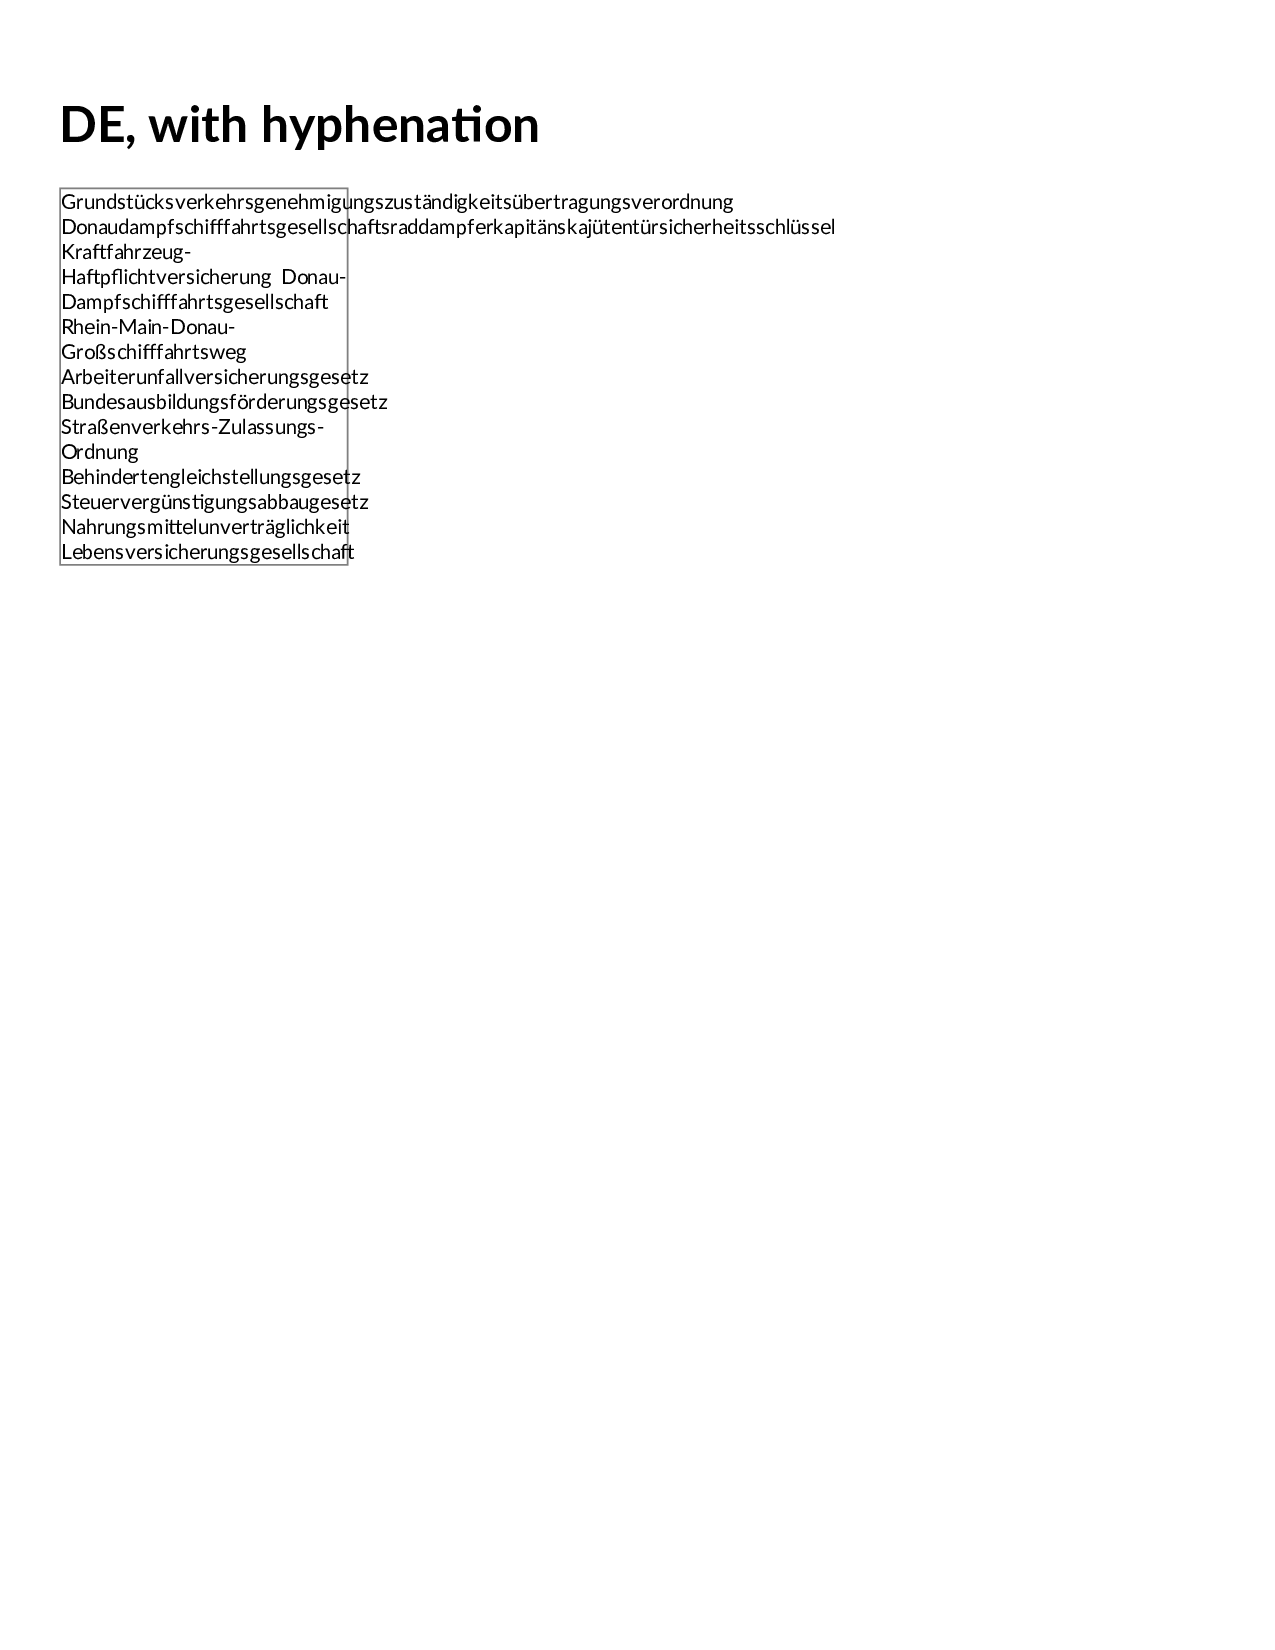 DE, with hyphenation
Grundstücksverkehrsgenehmigungszuständigkeitsübertragungsverordnung
Donaudampfschifffahrtsgesellschaftsraddampferkapitänskajütentürsicherheitsschlüssel
Kraftfahrzeug-
Haftpflichtversicherung Donau-
Dampfschifffahrtsgesellschaft
Rhein-Main-Donau-
Großschifffahrtsweg
Arbeiterunfallversicherungsgesetz
Bundesausbildungsförderungsgesetz
Straßenverkehrs-Zulassungs-
Ordnung
Behindertengleichstellungsgesetz
Steuervergünstigungsabbaugesetz
Nahrungsmittelunverträglichkeit
Lebensversicherungsgesellschaft